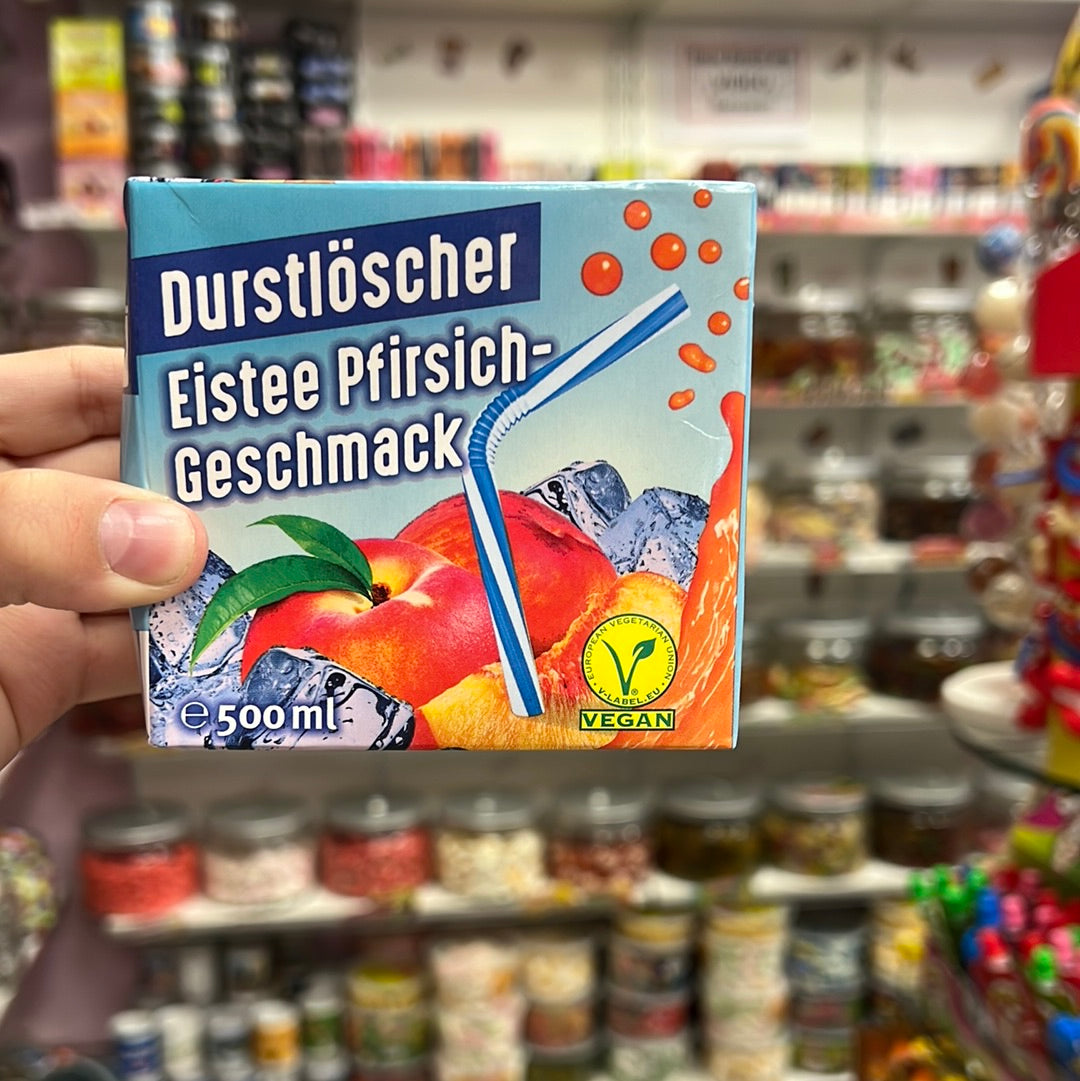 Durstlöscher
Eistee Pfirsich-
Geschmack
℮ 500 ml
EUROPEAN VEGETARIAN UNION
V-LABEL.EU
®
VEGAN